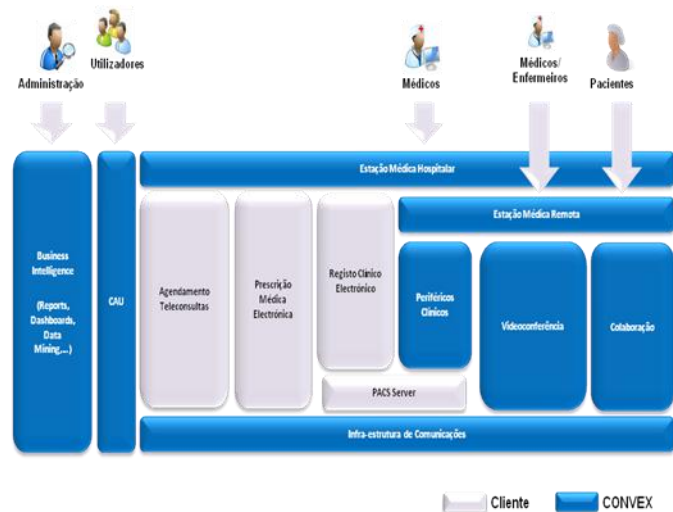 Administração
Utilizadores
Médicos
Médicos/
Enfermeiros
Pacientes
Estação Médica Hospitalar
Estação Médica Remota
Business
Intelligence
(Reports,
Dashboards,
Data
Mining,...)
CAU
Agendamento
Teleconsultas
Prescrição
Médica
Electrónica
Registo Clínico
Electrónico
Periféricos
Clínicos
Videoconferência
Colaboração
PACS Server
Infra-estrutura de Comunicações
Cliente
CONVEX